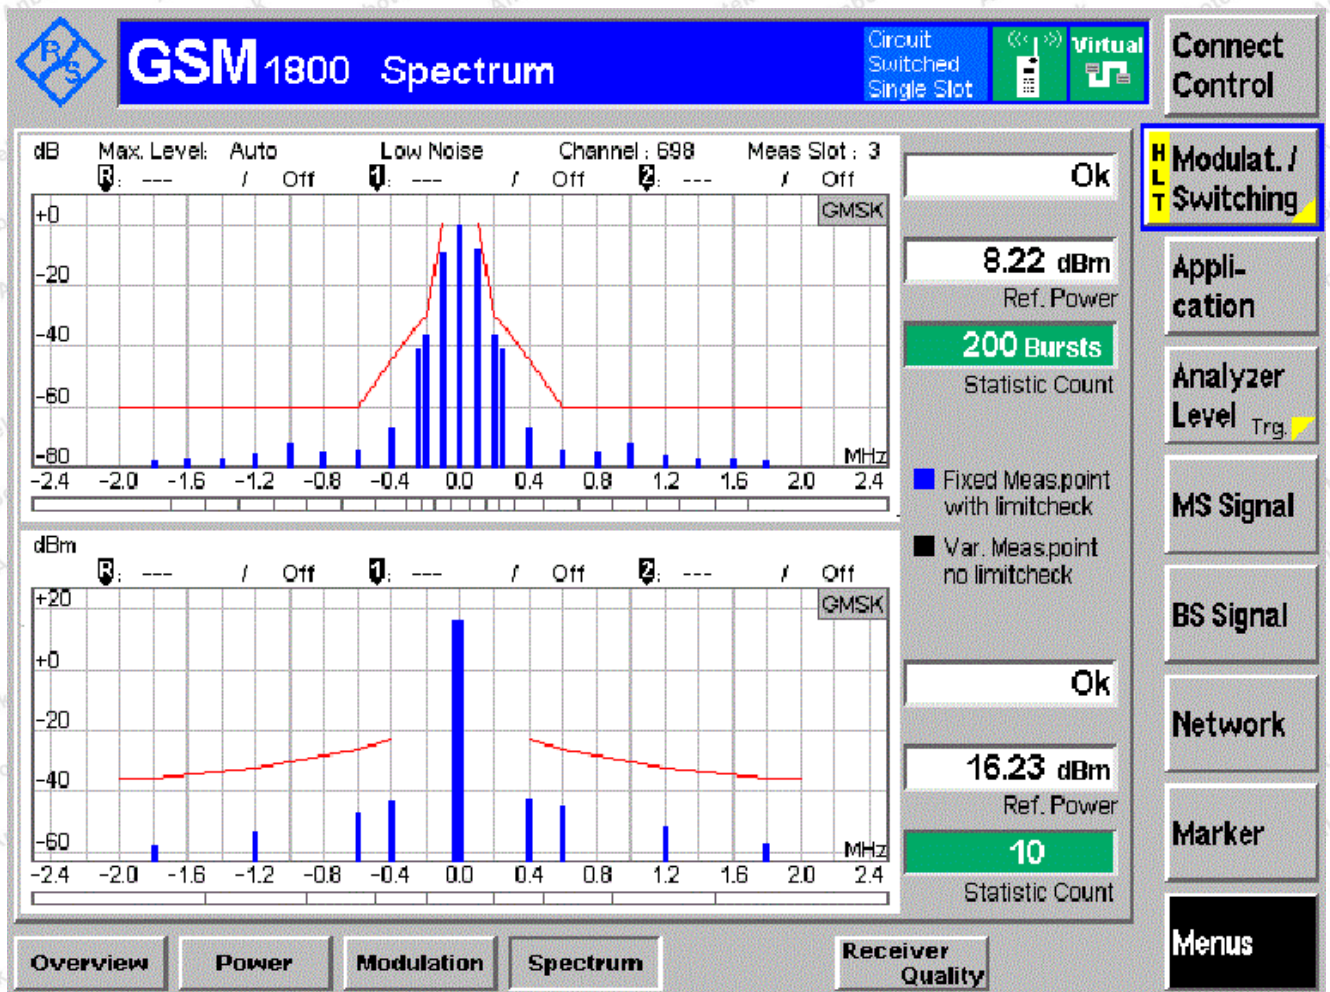 GSM 1800 Spectrum
Circuit
Switched
Single Slot
Virtual
Connect
Control
dB Max. Level: Auto Low Noise Channel : 698 Meas Slot : 3
R : --- / Off 1 : --- / Off 2 : --- / Off
GMSK
+0
-20
-40
-60
-80
MHz
-2.4 -2.0 -1.6 -1.2 -0.8 -0.4 0.0 0.4 0.8 1.2 1.6 2.0 2.4
Ok
8.22 dBm
Ref. Power
200 Bursts
Statistic Count
Fixed Meas.point
with limitcheck
Var. Meas.point
no limitcheck
dBm
R : --- / Off 1 : --- / Off 2 : --- / Off
GMSK
+20
+0
-20
-40
-60
MHz
-2.4 -2.0 -1.6 -1.2 -0.8 -0.4 0.0 0.4 0.8 1.2 1.6 2.0 2.4
Ok
16.23 dBm
Ref. Power
10
Statistic Count
HLT
Modulat. /
Switching
Appli-
cation
Analyzer
Level Trg.
MS Signal
BS Signal
Network
Marker
Menus
Overview Power Modulation Spectrum
Receiver
Quality